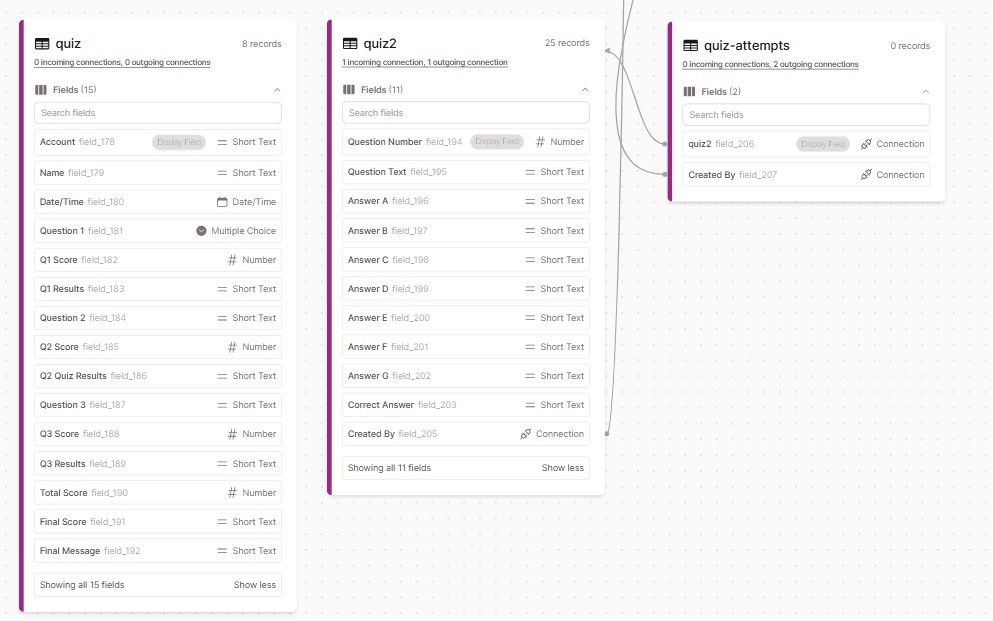 quiz 8 records
0 incoming connections, 0 outgoing connections
Fields (15)
Search fields
Account field_178 Display Field Short Text
Name field_179 Short Text
Date/Time field_180 Date/Time
Question 1 field_181 Multiple Choice
Q1 Score field_182 Number
Q1 Results field_183 Short Text
Question 2 field_184 Short Text
Q2 Score field_185 Number
Q2 Quiz Results field_186 Short Text
Question 3 field_187 Short Text
Q3 Score field_188 Number
Q3 Results field_189 Short Text
Total Score field_190 Number
Final Score field_191 Short Text
Final Message field_192 Short Text
Showing all 15 fields Show less
quiz2 25 records
1 incoming connection, 1 outgoing connection
Fields (11)
Search fields
Question Number field_194 Display Field Number
Question Text field_195 Short Text
Answer A field_196 Short Text
Answer B field_197 Short Text
Answer C field_198 Short Text
Answer D field_199 Short Text
Answer E field_200 Short Text
Answer F field_201 Short Text
Answer G field_202 Short Text
Correct Answer field_203 Short Text
Created By field_205 Connection
Showing all 11 fields Show less
quiz-attempts 0 records
0 incoming connections, 2 outgoing connections
Fields (2)
Search fields
quiz2 field_206 Display Field Connection
Created By field_207 Connection